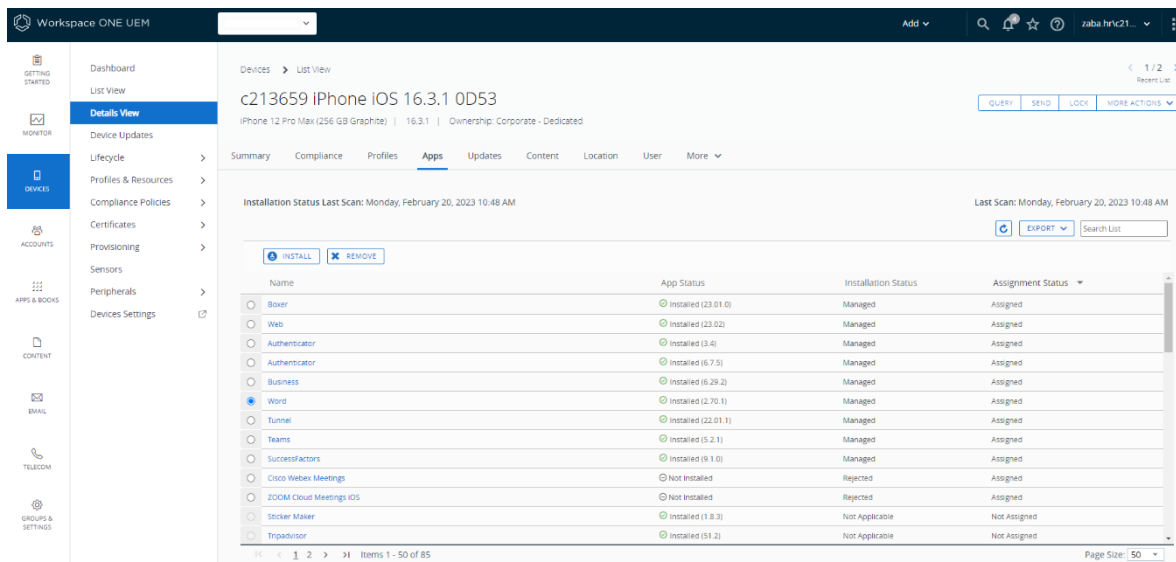 Workspace ONE UEM
Add
4
zaba.hr\c21...
GETTING STARTED
MONITOR
DEVICES
ACCOUNTS
APPS & BOOKS
CONTENT
EMAIL
TELECOM
GROUPS & SETTINGS
Dashboard
List View
Details View
Device Updates
Lifecycle
Profiles & Resources
Compliance Policies
Certificates
Provisioning
Sensors
Peripherals
Devices Settings
Devices > List View
1 / 2
Recent List
c213659 iPhone iOS 16.3.1 0D53
QUERY SEND LOCK MORE ACTIONS
iPhone 12 Pro Max (256 GB Graphite) | 16.3.1 | Ownership: Corporate - Dedicated
Summary Compliance Profiles Apps Updates Content Location User More
Installation Status Last Scan: Monday, February 20, 2023 10:48 AM
Last Scan: Monday, February 20, 2023 10:48 AM
EXPORT Search List
INSTALL REMOVE
Name App Status Installation Status Assignment Status
Boxer Installed (23.01.0) Managed Assigned
Web Installed (23.02) Managed Assigned
Authenticator Installed (3.4) Managed Assigned
Authenticator Installed (6.7.5) Managed Assigned
Business Installed (6.29.2) Managed Assigned
Word Installed (2.70.1) Managed Assigned
Tunnel Installed (22.01.1) Managed Assigned
Teams Installed (5.2.1) Managed Assigned
SuccessFactors Installed (9.1.0) Managed Assigned
Cisco Webex Meetings Not Installed Rejected Assigned
ZOOM Cloud Meetings iOS Not Installed Rejected Assigned
Sticker Maker Installed (1.8.3) Not Applicable Not Assigned
Tripadvisor Installed (51.2) Not Applicable Not Assigned
1 2 Items 1 - 50 of 85
Page Size: 50